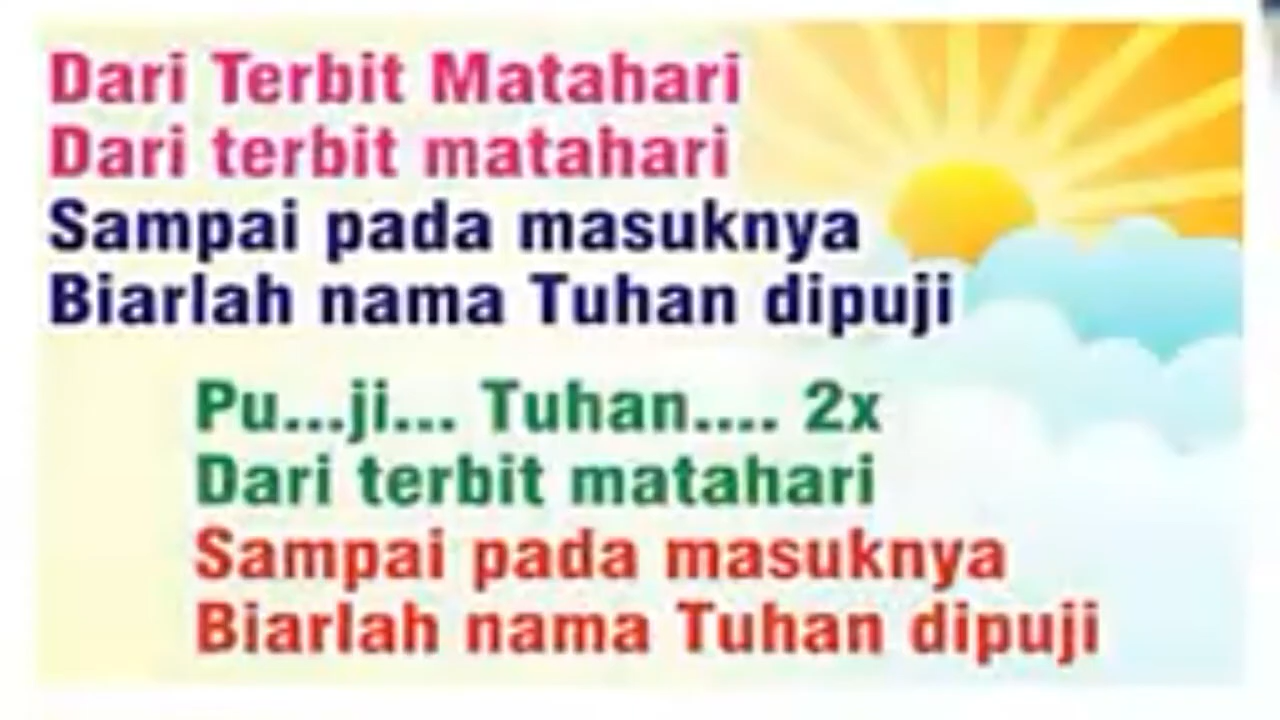 Dari Terbit Matahari
Dari terbit matahari
Sampai pada masuknya
Biarlah nama Tuhan dipuji
Pu...ji... Tuhan.... 2x
Dari terbit matahari
Sampai pada masuknya
Biarlah nama Tuhan dipuji